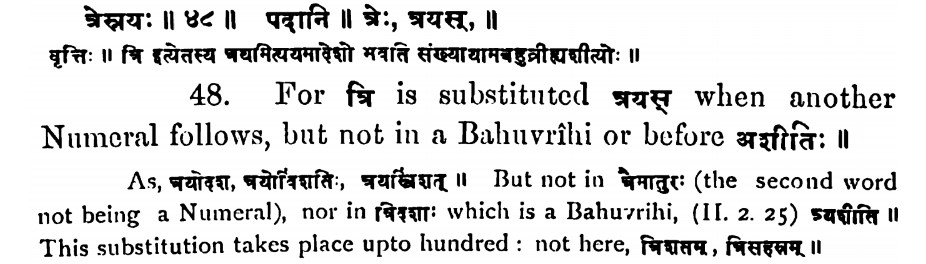 त्रेस्त्रयः ॥ ४८ ॥ पदानि ॥ त्रेः, त्रयस्, ॥
वृत्तिः ॥ त्रि इत्येतस्य त्रयमित्ययमादेशो भवति संख्यायामबहुव्रीह्यशीत्योः ॥
48. For त्रि is substituted त्रयस् when another
Numeral follows, but not in a Bahuvrîhi or before अशीतिः ॥
As, त्रयोदश, त्रयोविंशतिः, त्रयस्त्रिंशत् ॥ But not in त्रैमातुरः (the second word
not being a Numeral), nor in त्रिदशाः which is a Bahuvrihi, (II. 2. 25) त्र्यशीति ॥
This substitution takes place upto hundred : not here, त्रिशतम्, त्रिसहस्रम् ॥